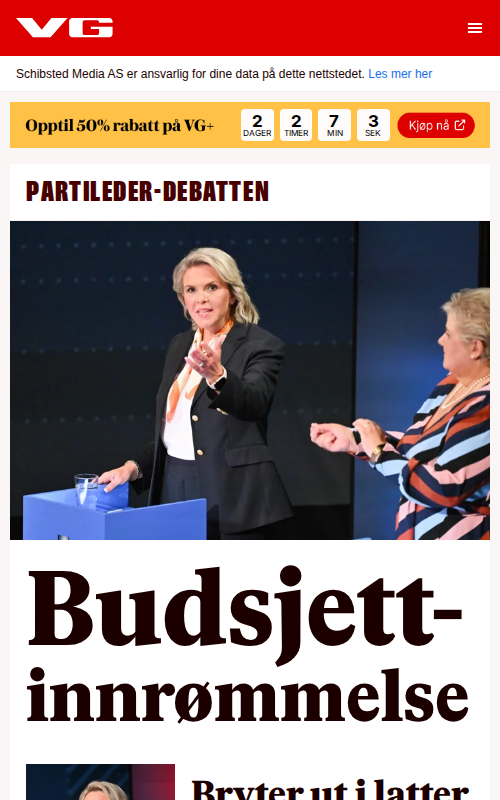 VG
Schibsted Media AS er ansvarlig for dine data på dette nettstedet. Les mer her
Opptil 50% rabatt på VG+
2 DAGER 2 TIMER 7 MIN 3 SEK
Kjøp nå
PARTILEDER-DEBATTEN
Budsjett-
innrømmelse
Bryter ut i latter